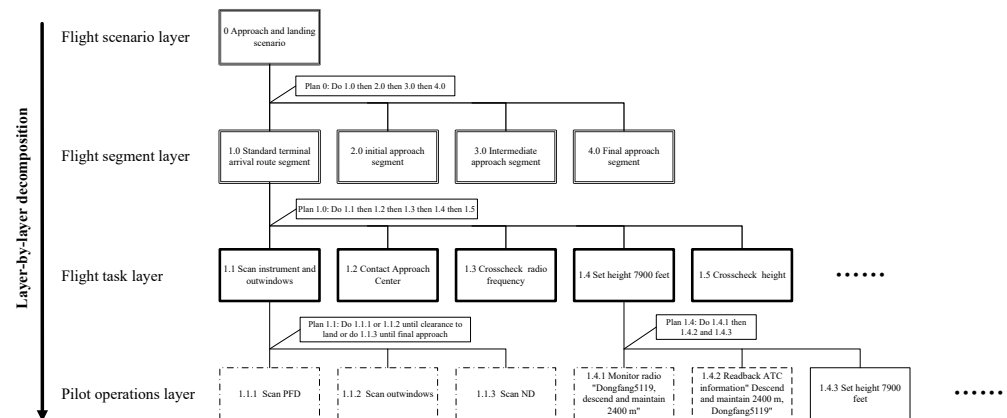 Layer-by-layer decomposition
Flight scenario layer
0 Approach and landing
scenario
Plan 0: Do 1.0 then 2.0 then 3.0 then 4.0
Flight segment layer
1.0 Standard terminal
arrival route segment
2.0 initial approach
segment
3.0 Intermediate
approach segment
4.0 Final approach
segment
Plan 1.0: Do 1.1 then 1.2 then 1.3 then 1.4 then 1.5
Flight task layer
1.1 Scan instrument and
outwindows
1.2 Contact Approach
Center
1.3 Crosscheck radio
frequency
1.4 Set height 7900 feet
1.5 Crosscheck height
......
Plan 1.1: Do 1.1.1 or 1.1.2 until clearance to
land or do 1.1.3 until final approach
Plan 1.4: Do 1.4.1 then
1.4.2 and 1.4.3
Pilot operations layer
1.1.1 Scan PFD
1.1.2 Scan outwindows
1.1.3 Scan ND
1.4.1 Monitor radio
"Dongfang5119,
descend and maintain
2400 m"
1.4.2 Readback ATC
information" Descend
and maintain 2400 m,
Dongfang5119"
1.4.3 Set height 7900
feet
......